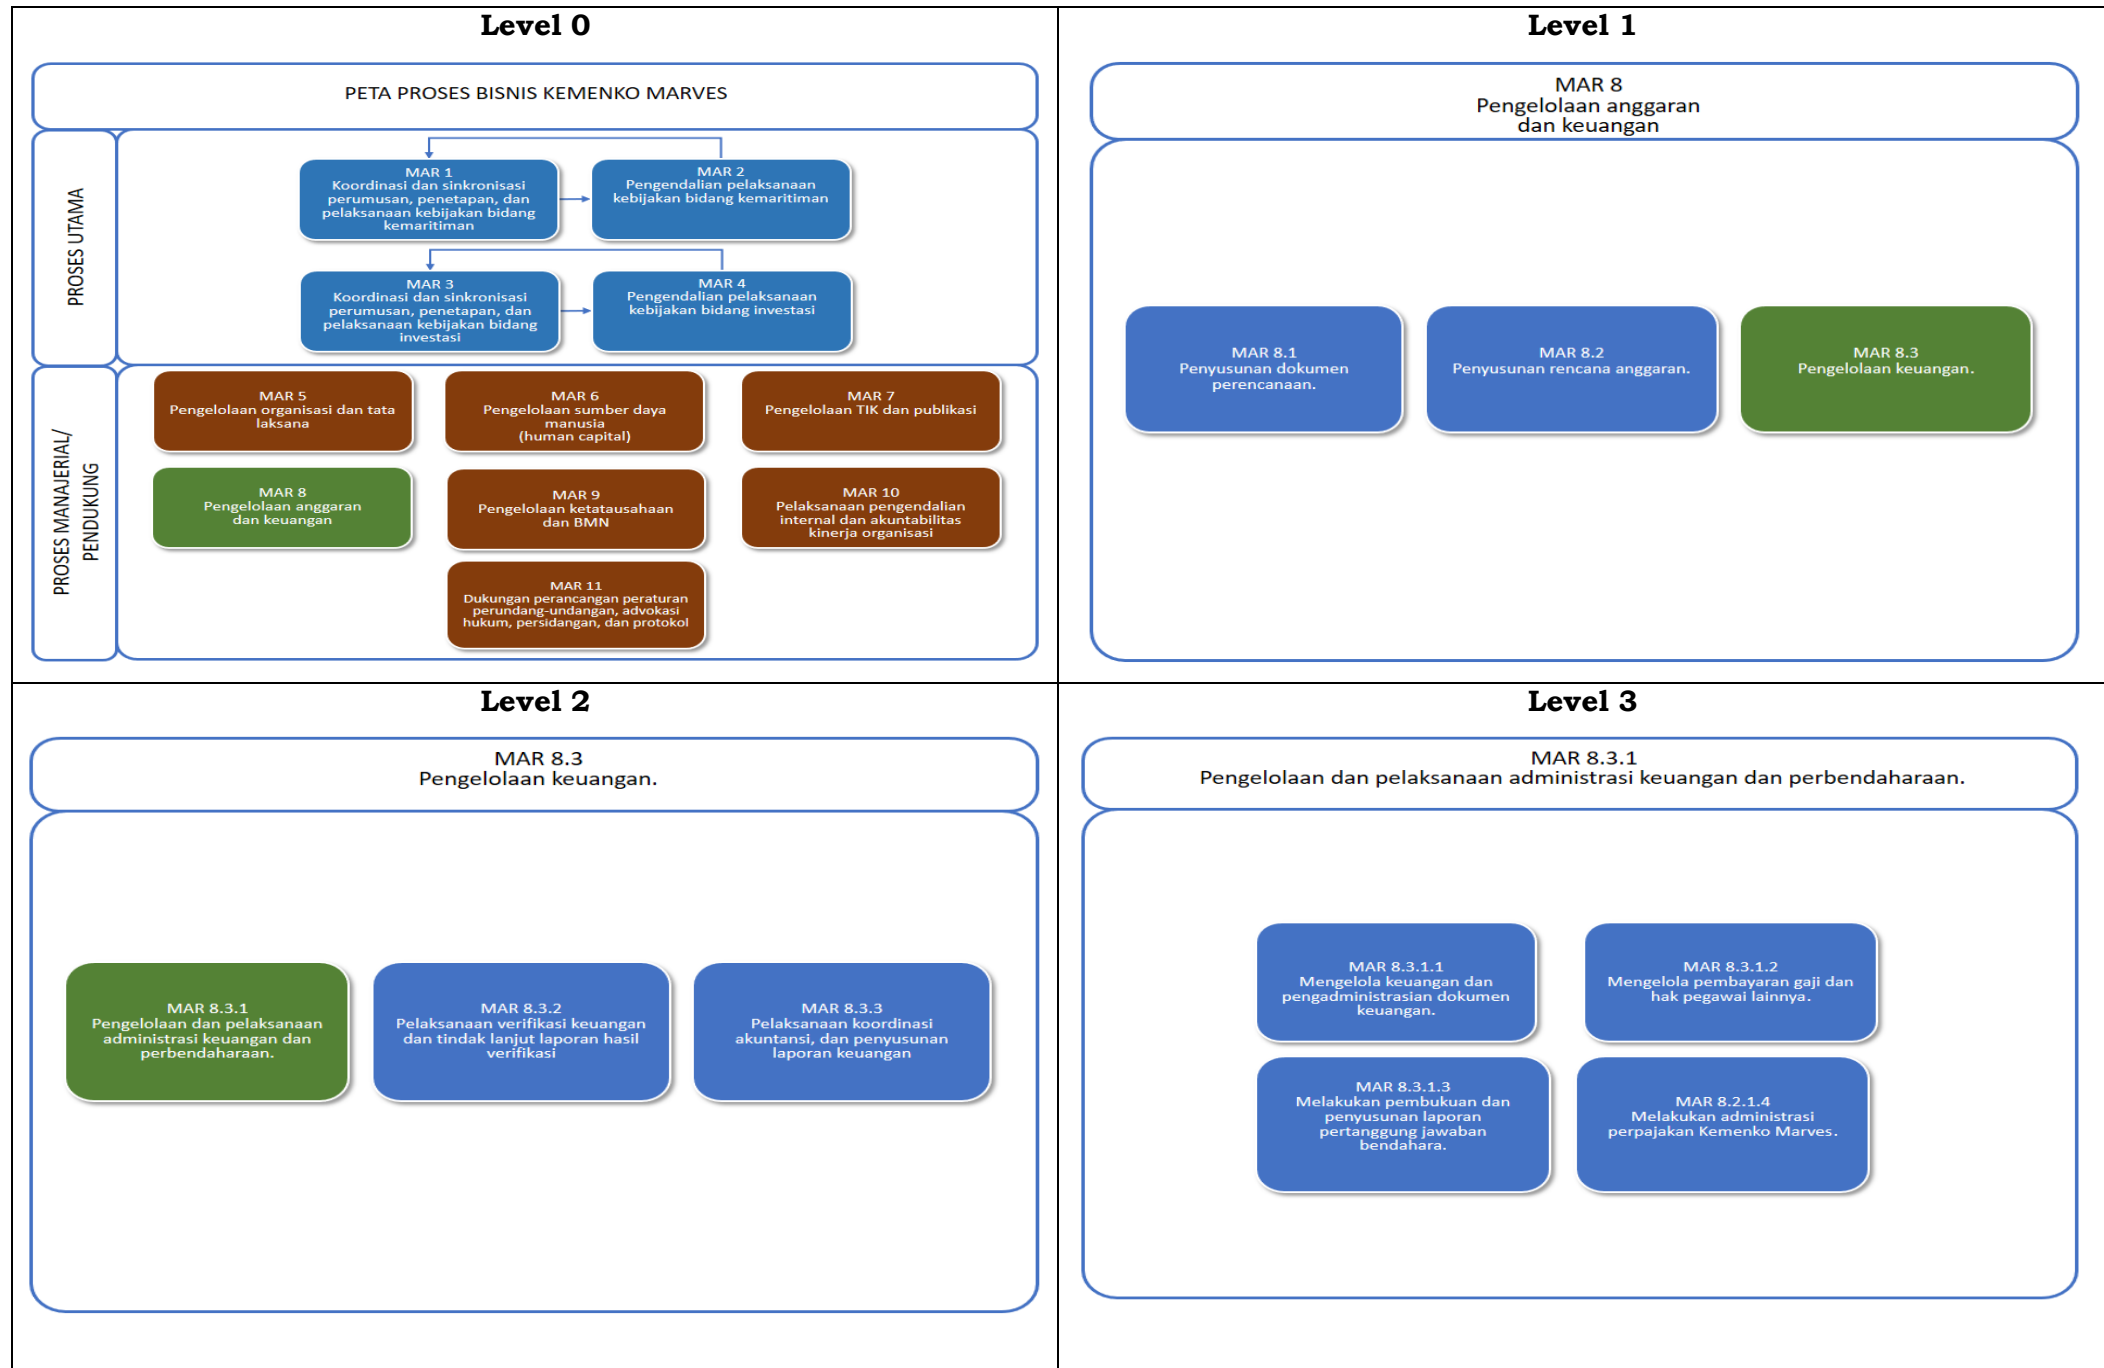 Level 0
PETA PROSES BISNIS KEMENKO MARVES
PROSES UTAMA
MAR 1
Koordinasi dan sinkronisasi
perumusan, penetapan, dan
pelaksanaan kebijakan bidang
kemaritiman
MAR 2
Pengendalian pelaksanaan
kebijakan bidang kemaritiman
MAR 3
Koordinasi dan sinkronisasi
perumusan, penetapan, dan
pelaksanaan kebijakan bidang
investasi
MAR 4
Pengendalian pelaksanaan
kebijakan bidang investasi
PROSES MANAJERIAL/
PENDUKUNG
MAR 5
Pengelolaan organisasi dan tata
laksana
MAR 6
Pengelolaan sumber daya
manusia
(human capital)
MAR 7
Pengelolaan TIK dan publikasi
MAR 8
Pengelolaan anggaran
dan keuangan
MAR 9
Pengelolaan ketatausahaan
dan BMN
MAR 10
Pelaksanaan pengendalian
internal dan akuntabilitas
kinerja organisasi
MAR 11
Dukungan perancangan peraturan
perundang-undangan, advokasi
hukum, persidangan, dan protokol
Level 1
MAR 8
Pengelolaan anggaran
dan keuangan
MAR 8.1
Penyusunan dokumen
perencanaan.
MAR 8.2
Penyusunan rencana anggaran.
MAR 8.3
Pengelolaan keuangan.
Level 2
MAR 8.3
Pengelolaan keuangan.
MAR 8.3.1
Pengelolaan dan pelaksanaan
administrasi keuangan dan
perbendaharaan.
MAR 8.3.2
Pelaksanaan verifikasi keuangan
dan tindak lanjut laporan hasil
verifikasi
MAR 8.3.3
Pelaksanaan koordinasi
akuntansi, dan penyusunan
laporan keuangan
Level 3
MAR 8.3.1
Pengelolaan dan pelaksanaan administrasi keuangan dan perbendaharaan.
MAR 8.3.1.1
Mengelola keuangan dan
pengadministrasian dokumen
keuangan.
MAR 8.3.1.2
Mengelola pembayaran gaji dan
hak pegawai lainnya.
MAR 8.3.1.3
Melakukan pembukuan dan
penyusunan laporan
pertanggung jawaban
bendahara.
MAR 8.2.1.4
Melakukan administrasi
perpajakan Kemenko Marves.